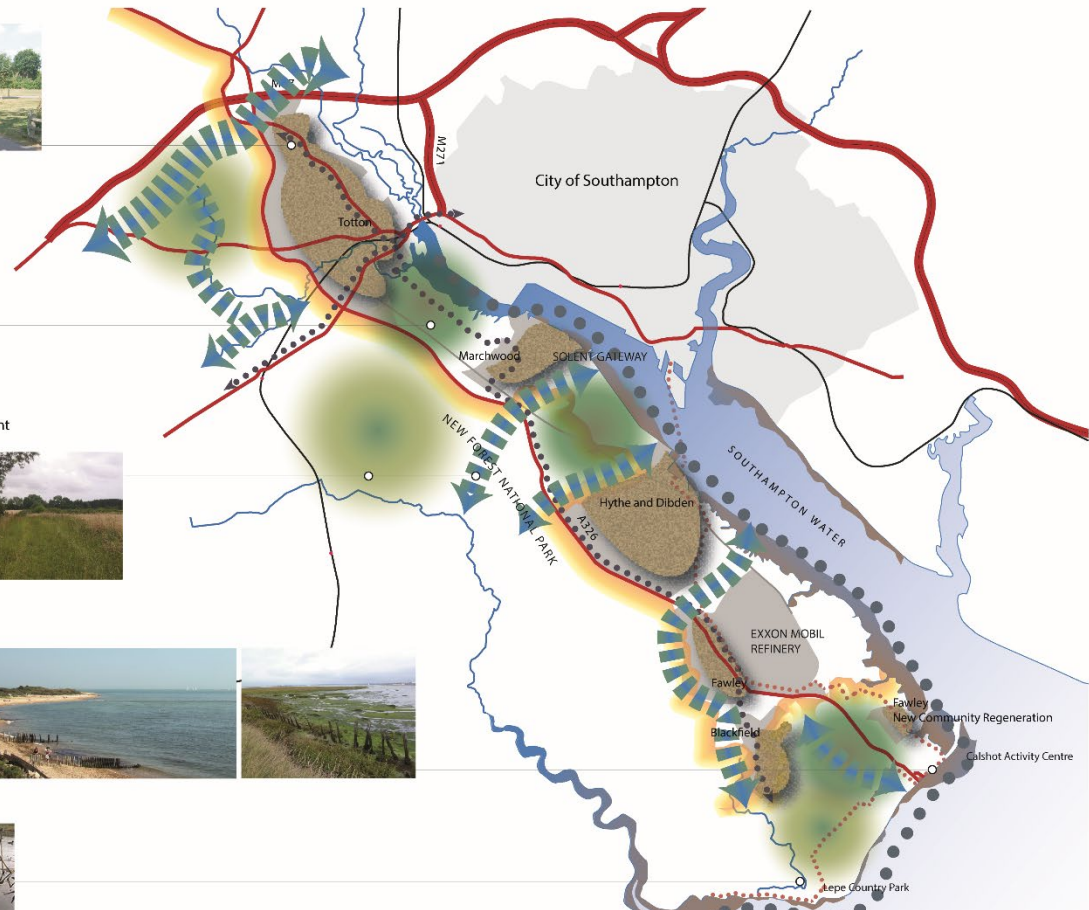 M271
City of Southampton
Totton
Marchwood
SOLENT GATEWAY
nt
NEW FOREST NATIONAL PARK
SOUTHAMPTON WATER
Hythe and Dibden
A326
EXXON MOBIL
REFINERY
Fawley
Fawley
New Community Regeneration
Blackfield
Calshot Activity Centre
Lepe Country Park